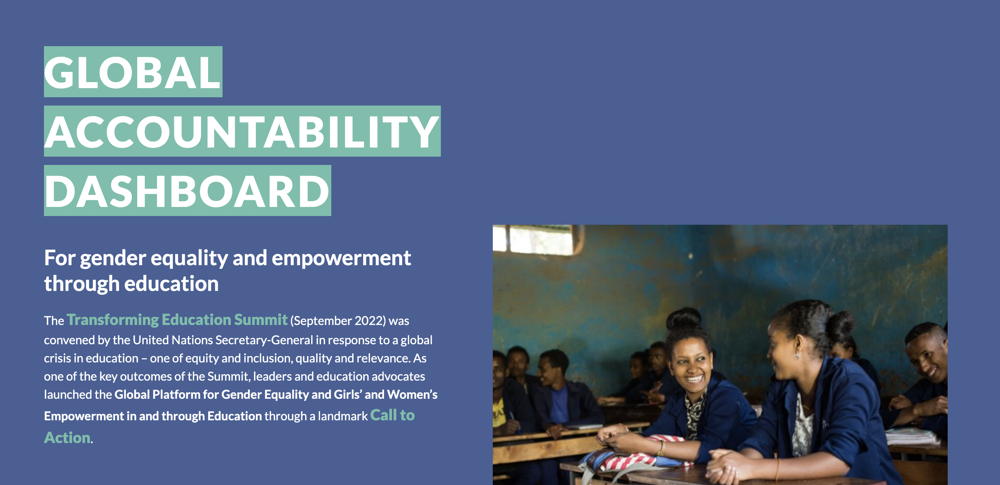 GLOBAL
ACCOUNTABILITY
DASHBOARD
For gender equality and empowerment
through education
The Transforming Education Summit (September 2022) was
convened by the United Nations Secretary-General in response to a global
crisis in education – one of equity and inclusion, quality and relevance. As
one of the key outcomes of the Summit, leaders and education advocates
launched the Global Platform for Gender Equality and Girls’ and Women’s
Empowerment in and through Education through a landmark Call to
Action.